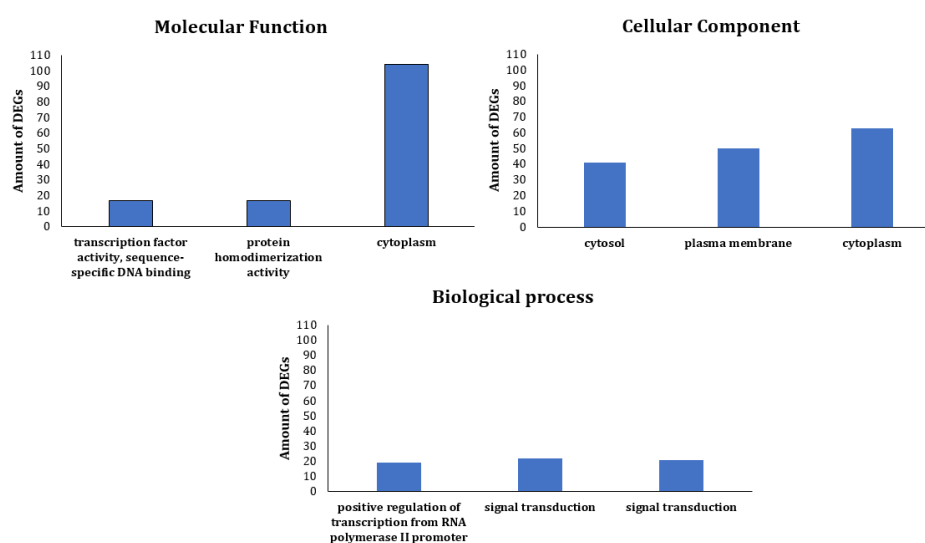 Molecular Function
Amount of DEGs
110
100
90
80
70
60
50
40
30
20
10
0
transcription factor
activity, sequence-
specific DNA binding
protein
homodimerization
activity
cytoplasm
Cellular Component
Amount of DEGs
110
100
90
80
70
60
50
40
30
20
10
0
cytosol
plasma membrane
cytoplasm
Biological process
Amount of DEGs
110
100
90
80
70
60
50
40
30
20
10
0
positive regulation of
transcription from RNA
polymerase II promoter
signal transduction
signal transduction